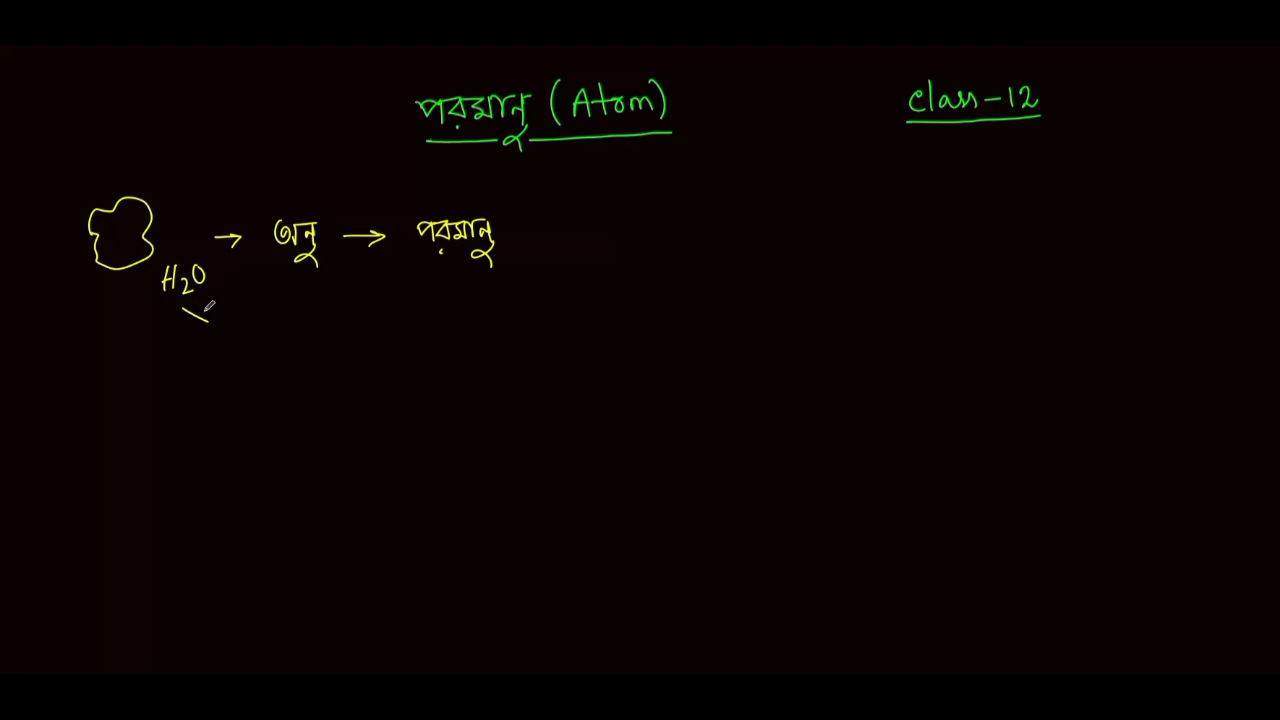 পরমানু (Atom)
Class-12
→ অনু → পরমানু
H₂O